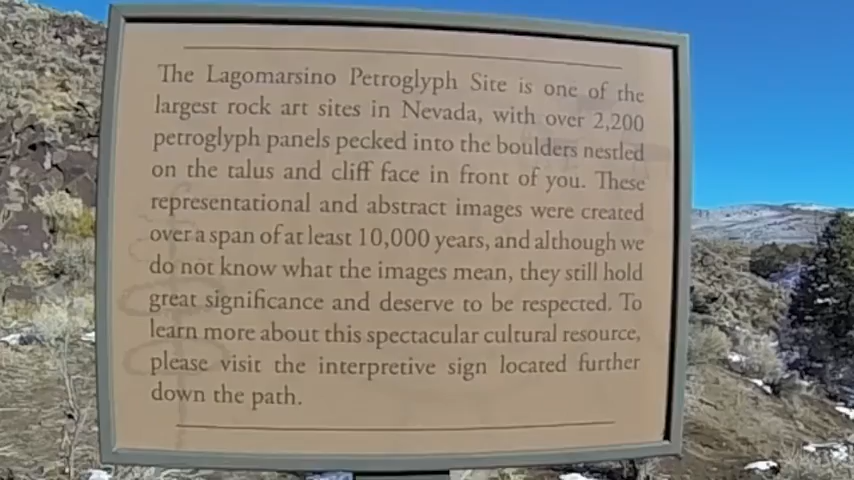 The Lagomarsino Petroglyph Site is one of the
largest rock art sites in Nevada, with over 2,200
petroglyph panels pecked into the boulders nestled
on the talus and cliff face in front of you. These
representational and abstract images were created
over a span of at least 10,000 years, and although we
do not know what the images mean, they still hold
great significance and deserve to be respected. To
learn more about this spectacular cultural resource,
please visit the interpretive sign located further
down the path.